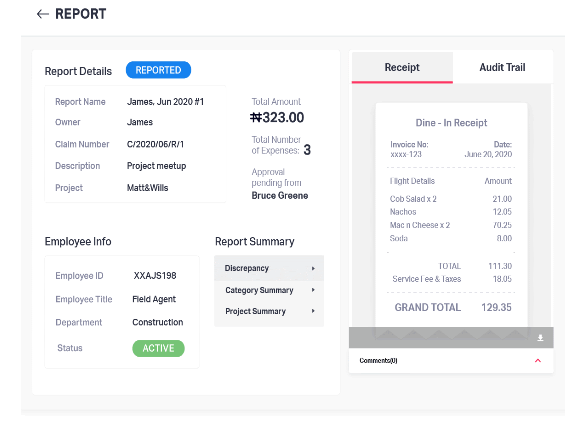 ← REPORT
Report Details REPORTED
Report Name James, Jun 2020 #1
Owner James
Claim Number C/2020/06/R/1
Description Project meetup
Project Matt&Wills
Total Amount
₦323.00
Total Number
of Expenses: 3
Approval
pending from
Bruce Greene
Employee Info
Employee ID XXAJS198
Employee Title Field Agent
Department Construction
Status ACTIVE
Report Summary
Discrepancy
Category Summary
Project Summary
Receipt Audit Trail
Dine - In Receipt
Invoice No: Date:
xxxx-123 June 20, 2020
Flight Details Amount
Cob Salad x 2 21.00
Nachos 12.05
Mac n Cheese x 2 70.25
Soda 8.00
TOTAL 111.30
Service Fee & Taxes 18.05
GRAND TOTAL 129.35
Comments(0)